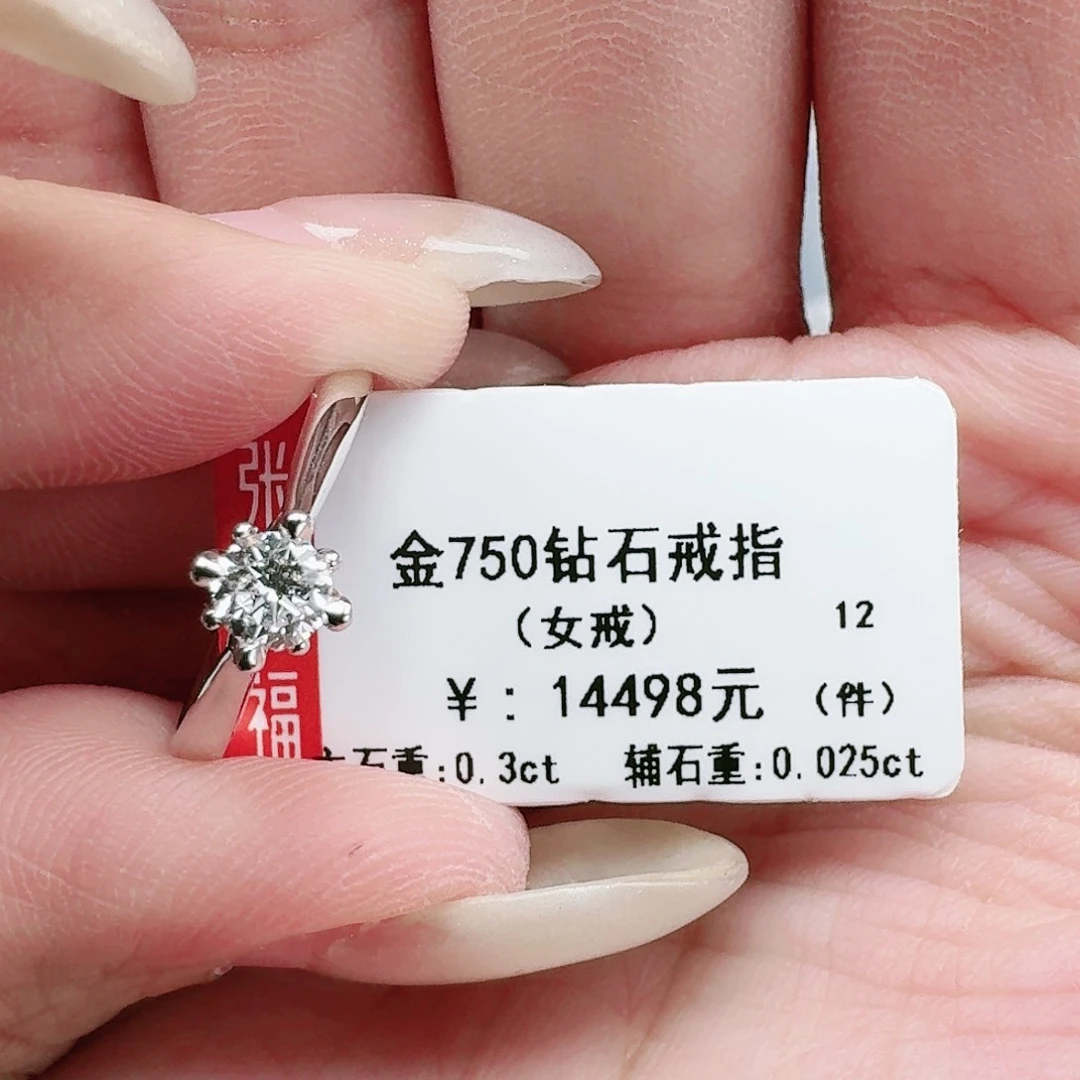 张
福
金750钻石戒指
（女戒） 12
￥：14498元 （件）
石重:0.3ct 辅石重:0.025ct